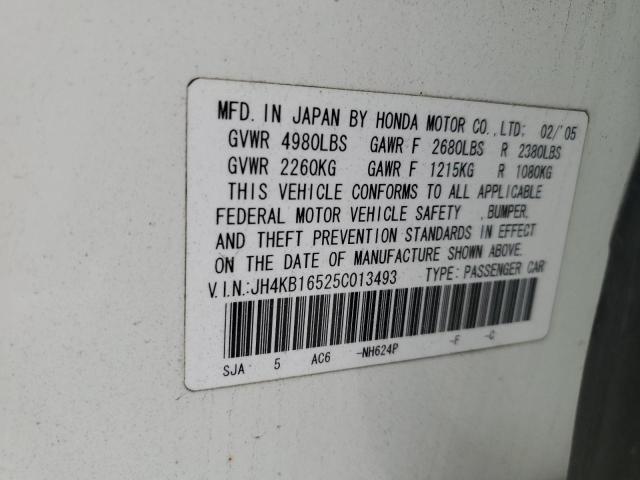 MFD. IN JAPAN BY HONDA MOTOR CO., LTD: 02/'05
GVWR 4980LBS GAWR F 2680LBS R 2380LBS
GVWR 2260KG GAWR F 1215KG R 1080KG
THIS VEHICLE CONFORMS TO ALL APPLICABLE
FEDERAL MOTOR VEHICLE SAFETY , BUMPER,
AND THEFT PREVENTION STANDARDS IN EFFECT
ON THE DATE OF MANUFACTURE SHOWN ABOVE.
V.I.N.:JH4KB16525C013493 TYPE: PASSENGER CAR
SJA 5 AC6 -NH624P -F -C